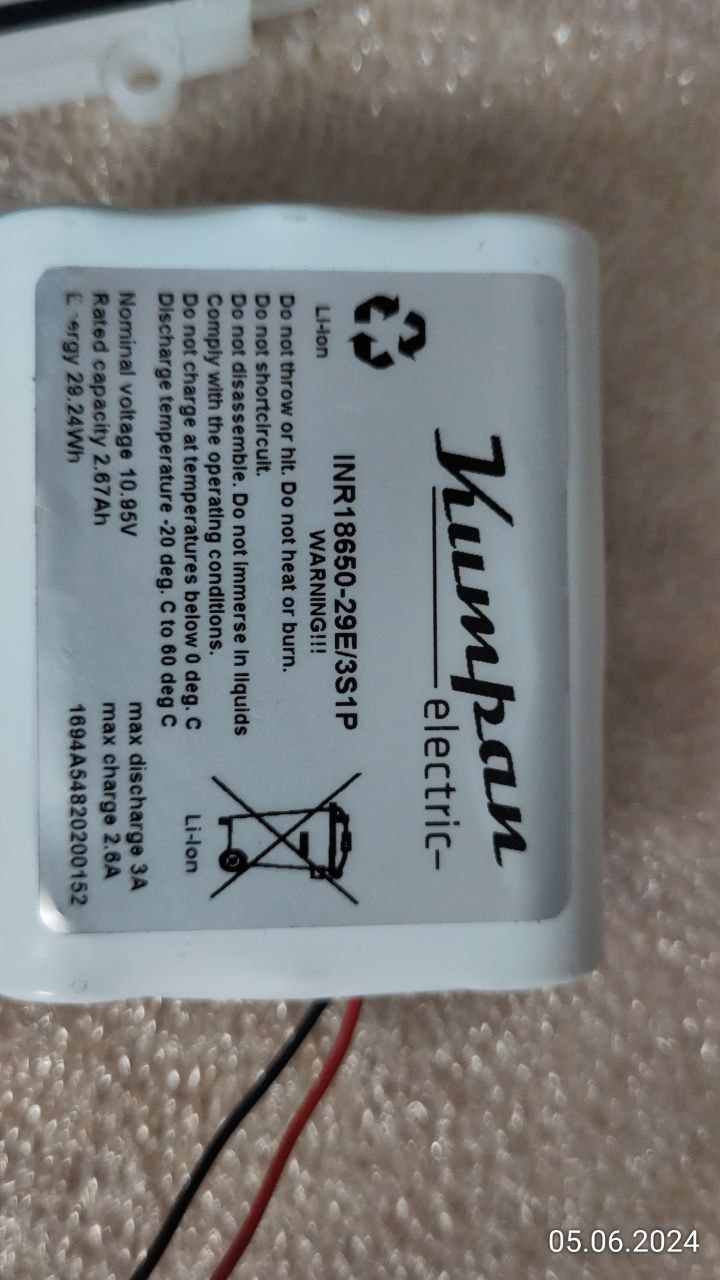 Kumpan
electric
INR18650-29E/3S1P
Li-Ion
WARNING!!!
Do not throw or hit. Do not heat or burn.
Do not shortcircuit.
Do not disassemble. Do not immerse in liquids
Comply with the operating conditions.
Do not charge at temperatures below 0 deg. C
Discharge temperature -20 deg. C to 60 deg C
Li-Ion
Nominal voltage 10.95V
max discharge 3A
Rated capacity 2.67Ah
max charge 2.6A
Energy 29.24Wh
1694A54820200152
05.06.2024